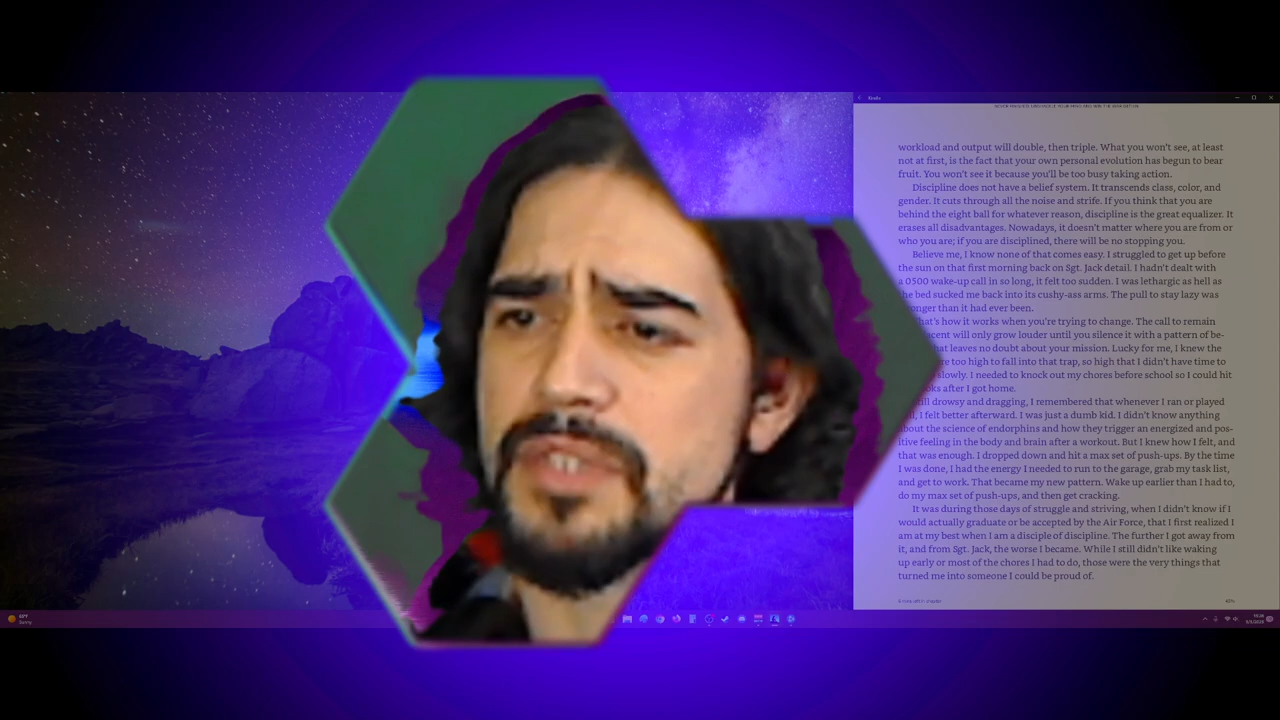 Kindle
NEVER FINISHED: UNSHACKLE YOUR MIND AND WIN THE WAR WITHIN
workload and output will double, then triple. What you won't see, at least
not at first, is the fact that your own personal evolution has begun to bear
fruit. You won't see it because you'll be too busy taking action.
Discipline does not have a belief system. It transcends class, color, and
gender. It cuts through all the noise and strife. If you think that you are
behind the eight ball for whatever reason, discipline is the great equalizer. It
erases all disadvantages. Nowadays, it doesn't matter where you are from or
who you are; if you are disciplined, there will be no stopping you.
Believe me, I know none of that comes easy. I struggled to get up before
the sun on that first morning back on Sgt. Jack detail. I hadn't dealt with
a 0500 wake-up call in so long, it felt too sudden. I was lethargic as hell as
the bed sucked me back into its cushy-ass arms. The pull to stay lazy was
onger than it had ever been.
hat's how it works when you're trying to change. The call to remain
cent will only grow louder until you silence it with a pattern of be-
hat leaves no doubt about your mission. Lucky for me, I knew the
re too high to fall into that trap, so high that I didn't have time to
slowly. I needed to knock out my chores before school so I could hit
oks after I got home.
ill drowsy and dragging, I remembered that whenever I ran or played
I felt better afterward. I was just a dumb kid. I didn't know anything
about the science of endorphins and how they trigger an energized and pos-
itive feeling in the body and brain after a workout. But I knew how I felt, and
that was enough. I dropped down and hit a max set of push-ups. By the time
I was done, I had the energy I needed to run to the garage, grab my task list,
and get to work. That became my new pattern. Wake up earlier than I had to,
do my max set of push-ups, and then get cracking.
It was during those days of struggle and striving, when I didn't know if I
would actually graduate or be accepted by the Air Force, that I first realized I
am at my best when I am a disciple of discipline. The further I got away from
it, and from Sgt. Jack, the worse I became. While I still didn't like waking
up early or most of the chores I had to do, those were the very things that
turned me into someone I could be proud of.
Sunny